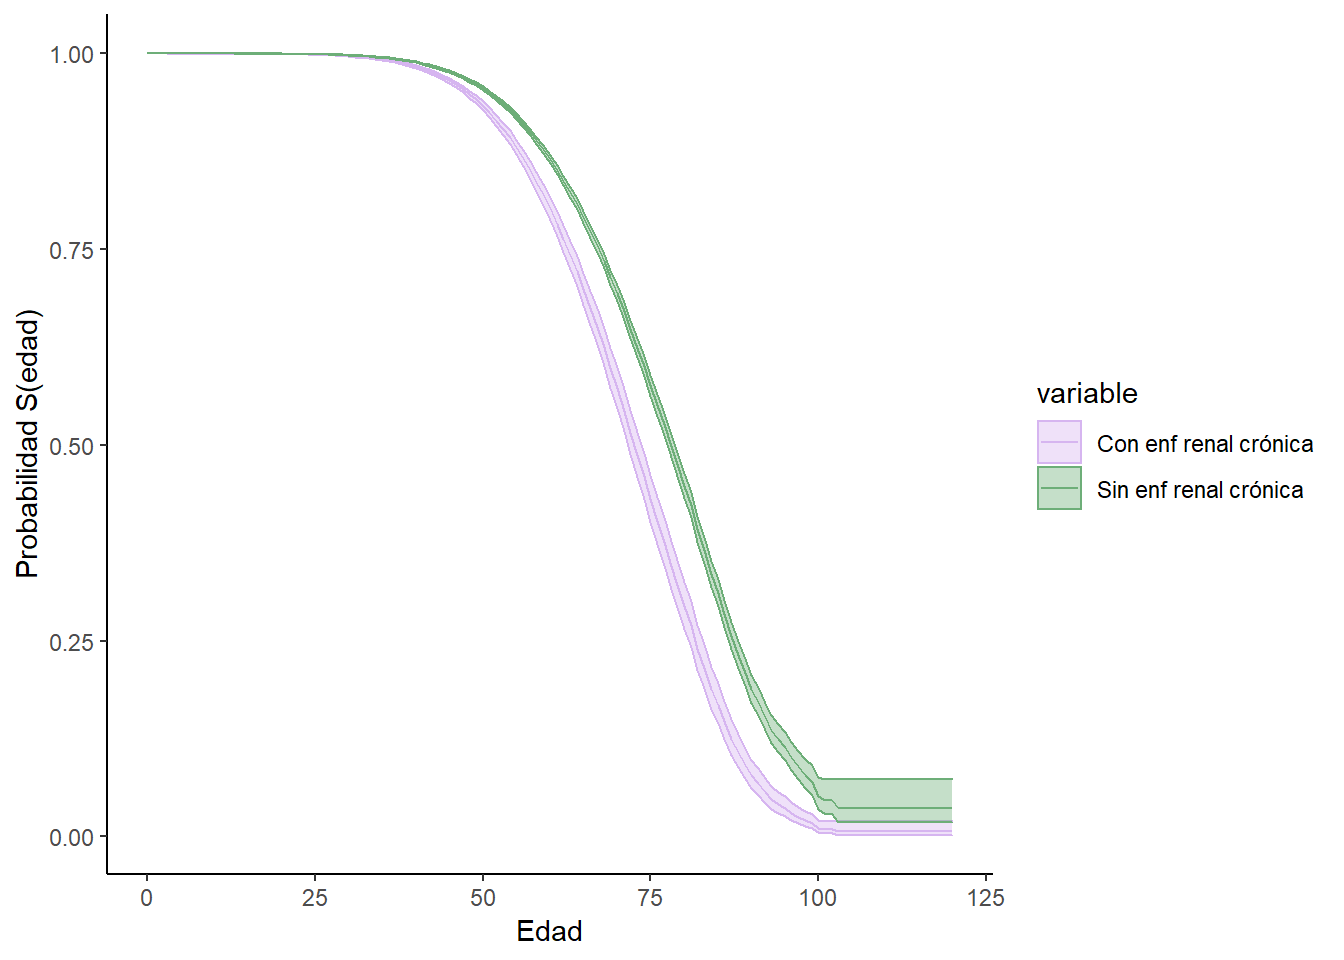 1.00
0.75
0.50
0.25
0.00
Probabilidad S(edad)
0 25 50 75 100 125
Edad
variable
Con enf renal crónica
Sin enf renal crónica